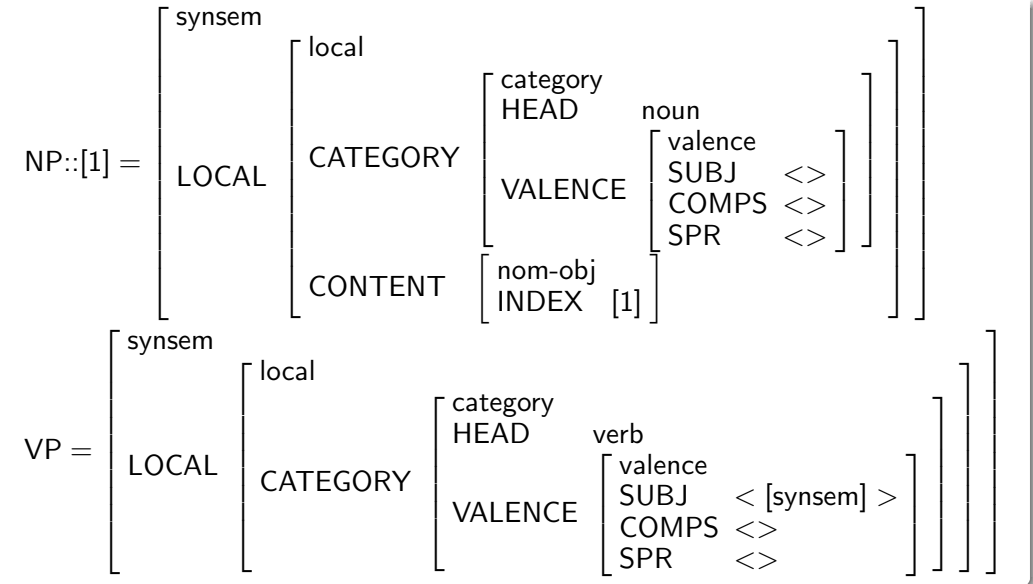 synsem
local
category
HEAD noun
valence
SUBJ <>
NP::[1] = LOCAL CATEGORY VALENCE COMPS <>
SPR <>
CONTENT nom-obj
INDEX [1]
synsem
local
category
HEAD verb
valence
SUBJ < [synsem] >
VP = LOCAL CATEGORY VALENCE COMPS <>
SPR <>